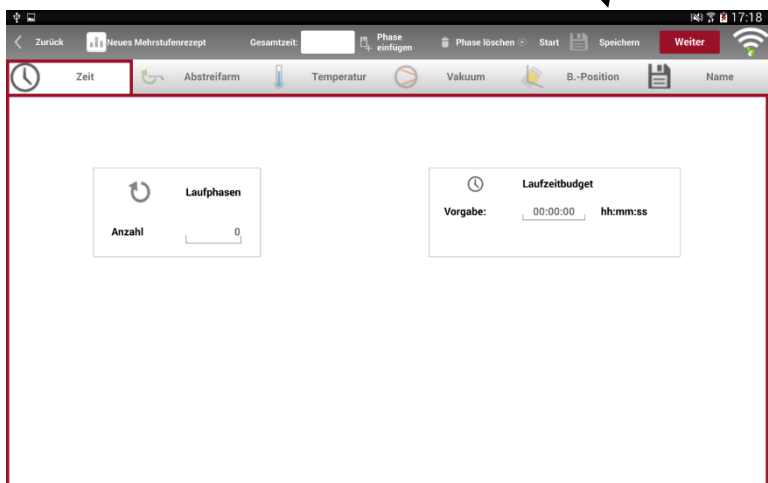 17:18
Zurück Neues Mehrstufenrezept Gesamtzeit: Phase einfügen Phase löschen Start Speichern Weiter
Zeit Abstreifarm Temperatur Vakuum B.-Position Name
Laufphasen
Anzahl 0
Laufzeitbudget
Vorgabe: 00:00:00 hh:mm:ss